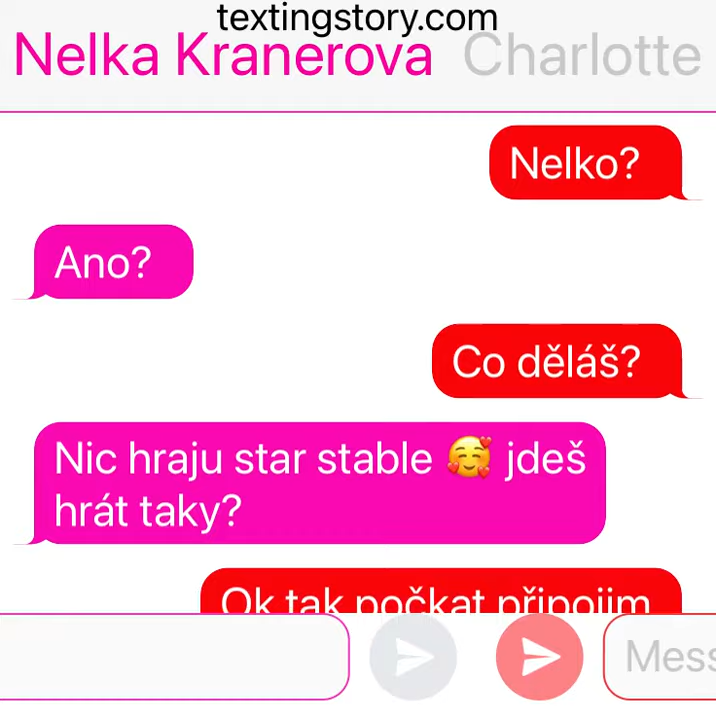 textingstory.com
Nelka Kranerova Charlotte
Nelko?
Ano?
Co děláš?
Nic hraju star stable 🥰 jdeš
hrát taky?
Ok tak počkat připojim
Mess